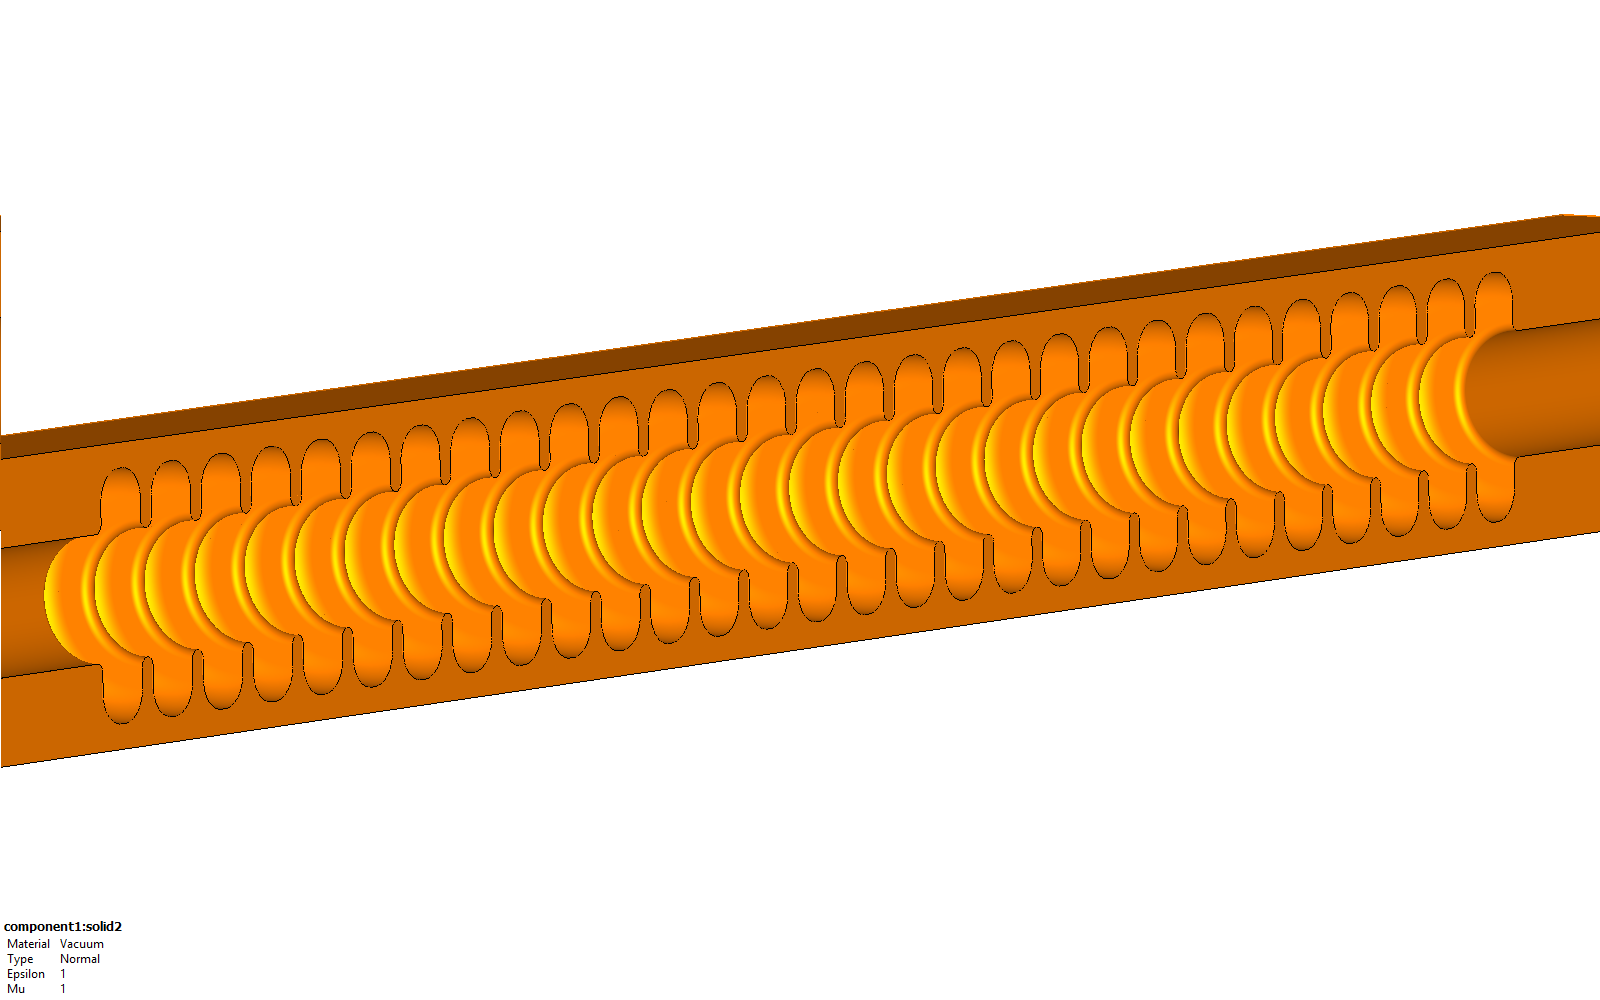 component1:solid2
Material Vacuum
Type Normal
Epsilon 1
Mu 1